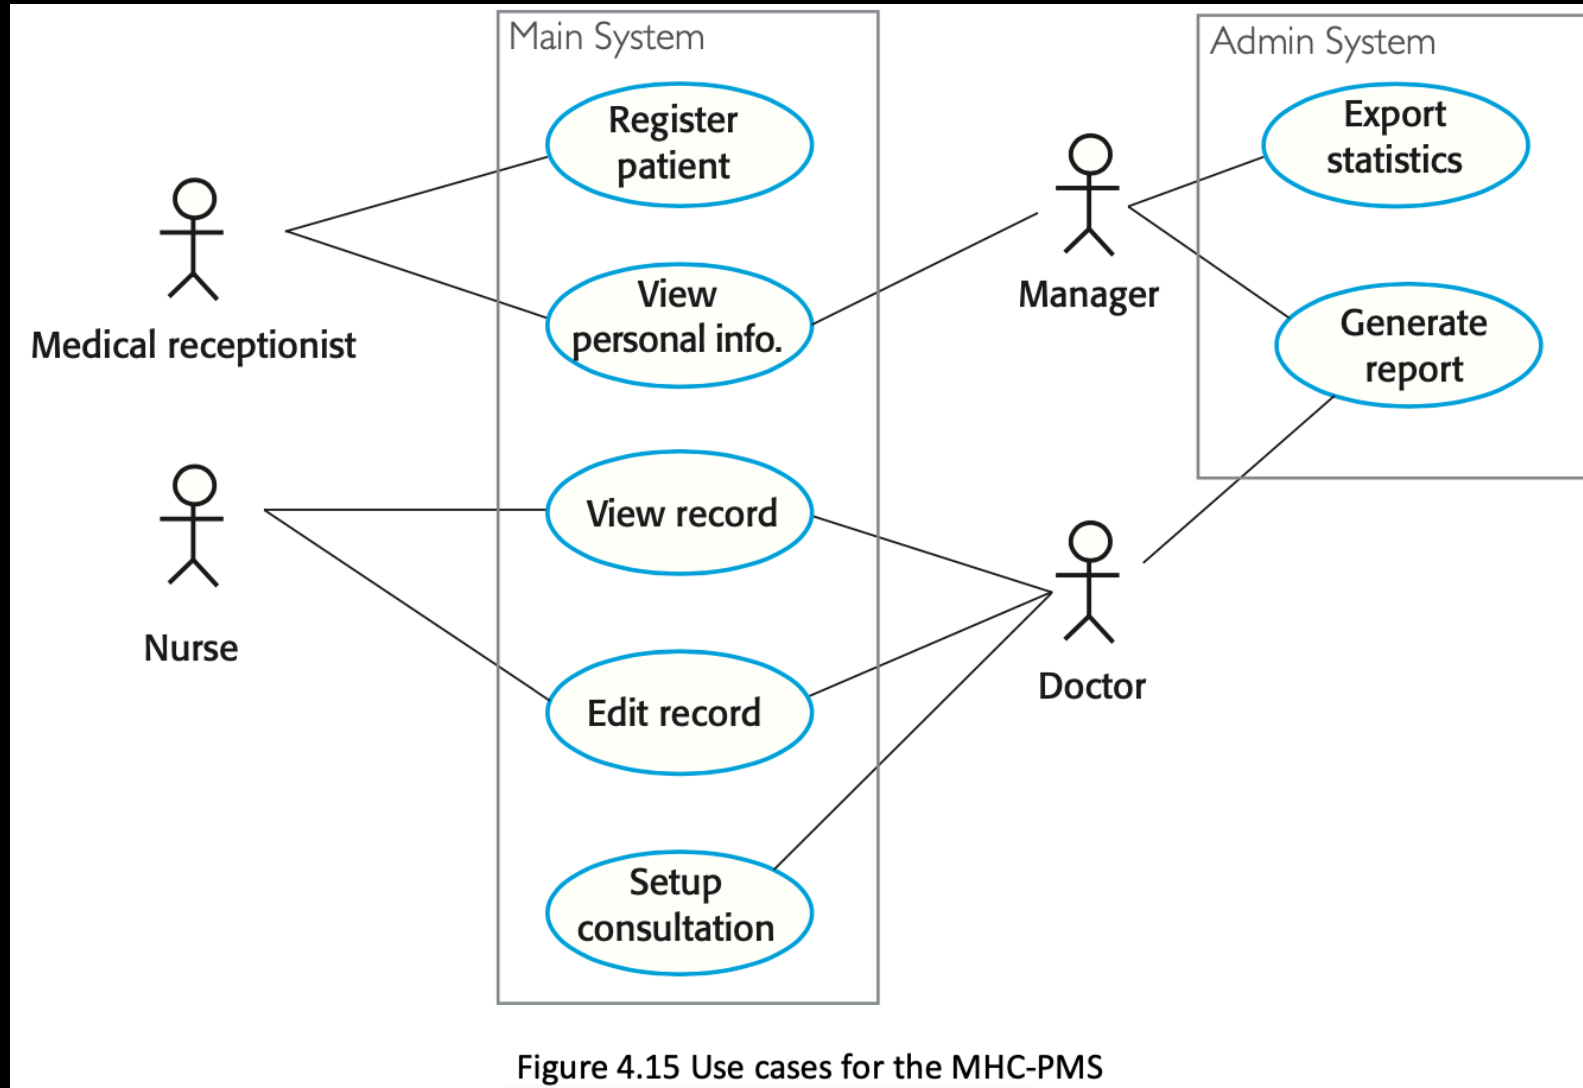 Main System
Admin System
Register
patient
Export
statistics
View
personal info.
Manager
Generate
report
Medical receptionist
View record
Nurse
Doctor
Edit record
Setup
consultation
Figure 4.15 Use cases for the MHC-PMS